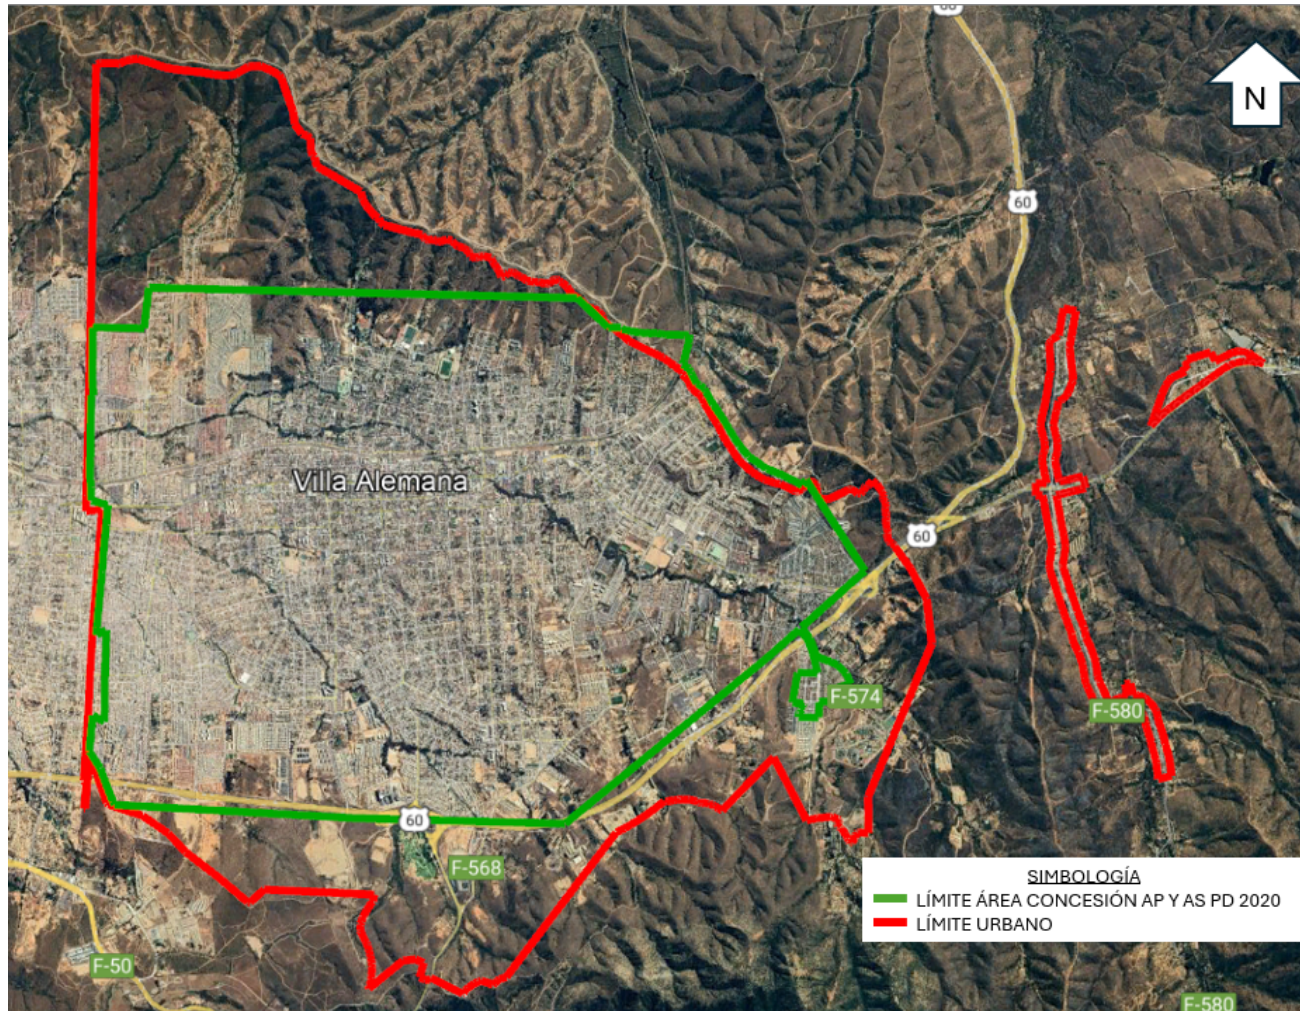 60
N
60
Villa Alemana
60
F-574
F-580
60
F-568
SIMBOLOGÍA
LÍMITE ÁREA CONCESIÓN AP Y AS PD 2020
LÍMITE URBANO
F-50
F-580